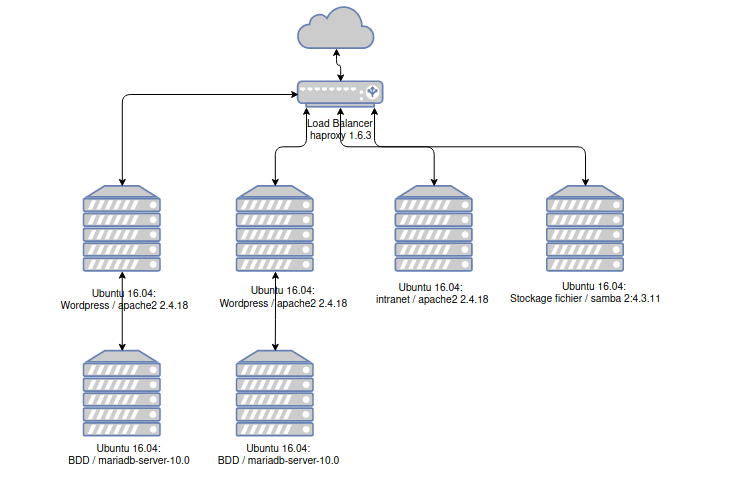 Load Balancer
haproxy 1.6.3
Ubuntu 16.04:
Wordpress / apache2 2.4.18
Ubuntu 16.04:
Wordpress / apache2 2.4.18
Ubuntu 16.04:
intranet / apache2 2.4.18
Ubuntu 16.04:
Stockage fichier / samba 2:4.3.11
Ubuntu 16.04:
BDD / mariadb-server-10.0
Ubuntu 16.04:
BDD / mariadb-server-10.0